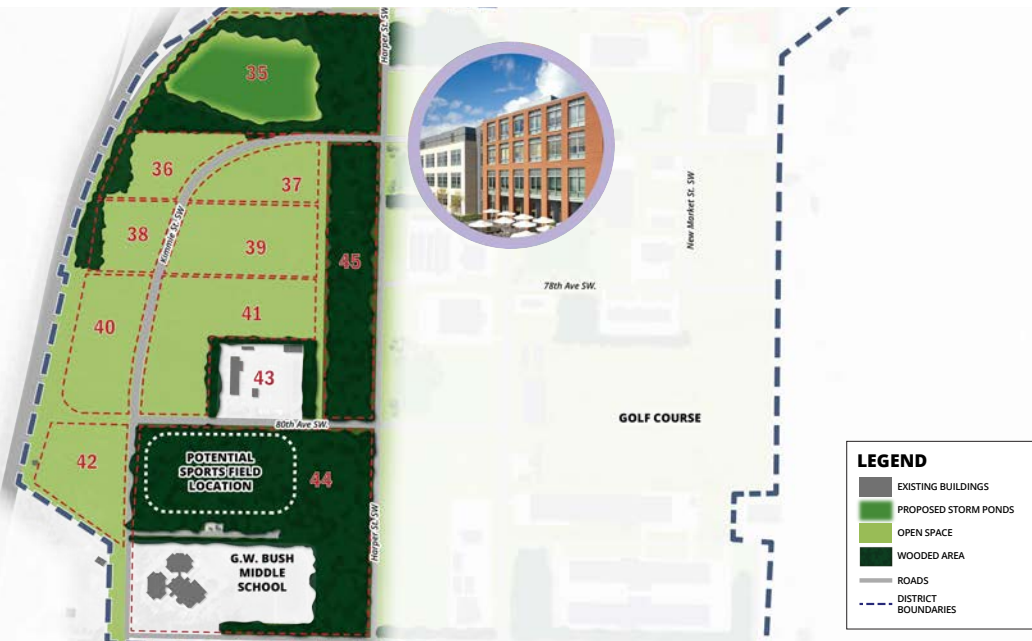 Harper St. SW
35
36
37
Kimmie St. SW
38
39
45
New Market St. SW
78th Ave SW.
40
41
43
80th Ave SW.
GOLF COURSE
42
POTENTIAL
SPORTS FIELD
LOCATION
44
Harper St. SW
G.W. BUSH
MIDDLE
SCHOOL
LEGEND
EXISTING BUILDINGS
PROPOSED STORM PONDS
OPEN SPACE
WOODED AREA
ROADS
DISTRICT
BOUNDARIES